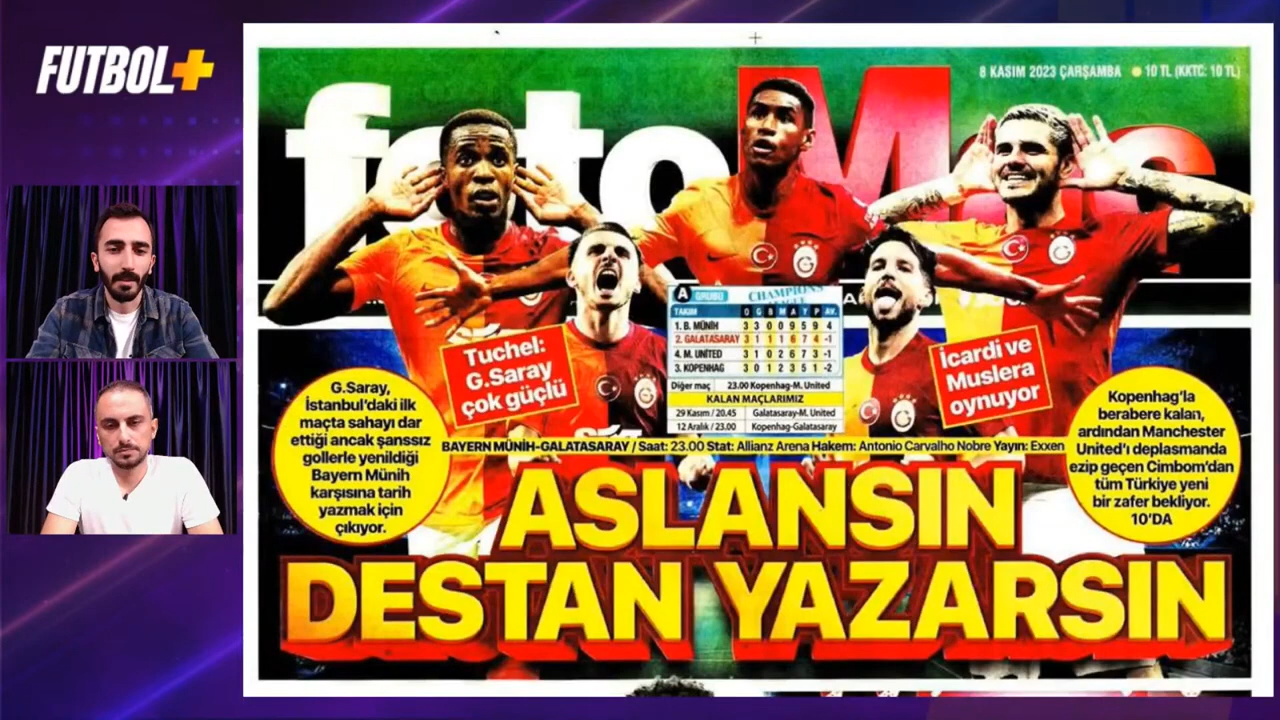 FUTBOL+
8 KASIM 2023 ÇARŞAMBA 10 TL (KKTC: 10 TL)
fotoMaç
A GRUBU CHAMPIONS
TAKIM O G B M A Y P AV.
1. B. MÜNİH 3 3 0 0 9 5 9 4
2. GALATASARAY 3 1 1 1 6 7 4 -1
4. M. UNITED 3 1 0 2 6 7 3 -1
3. KOPENHAG 3 0 1 2 3 5 1 -2
Diğer maç 23.00 Kopenhag-M. United
KALAN MAÇLARIMIZ
29 Kasım / 20.45 Galatasaray-M. United
12 Aralık / 23.00 Kopenhag-Galatasaray
Tuchel:
G.Saray
çok güçlü
İcardi ve
Muslera
oynuyor
G.Saray,
İstanbul'daki ilk
maçta sahayı dar
ettiği ancak şanssız
gollerle yenildiği
Bayern Münih
karşısına tarih
yazmak için
çıkıyor.
Kopenhag'la
berabere kalan,
ardından Manchester
United'ı deplasmanda
ezip geçen Cimbom'dan
tüm Türkiye yeni
bir zafer bekliyor.
10'DA
BAYERN MÜNİH-GALATASARAY / Saat: 23.00 Stat: Allianz Arena Hakem: Antonio Carvalho Nobre Yayın: Exxen
ASLANSIN
DESTAN YAZARSIN